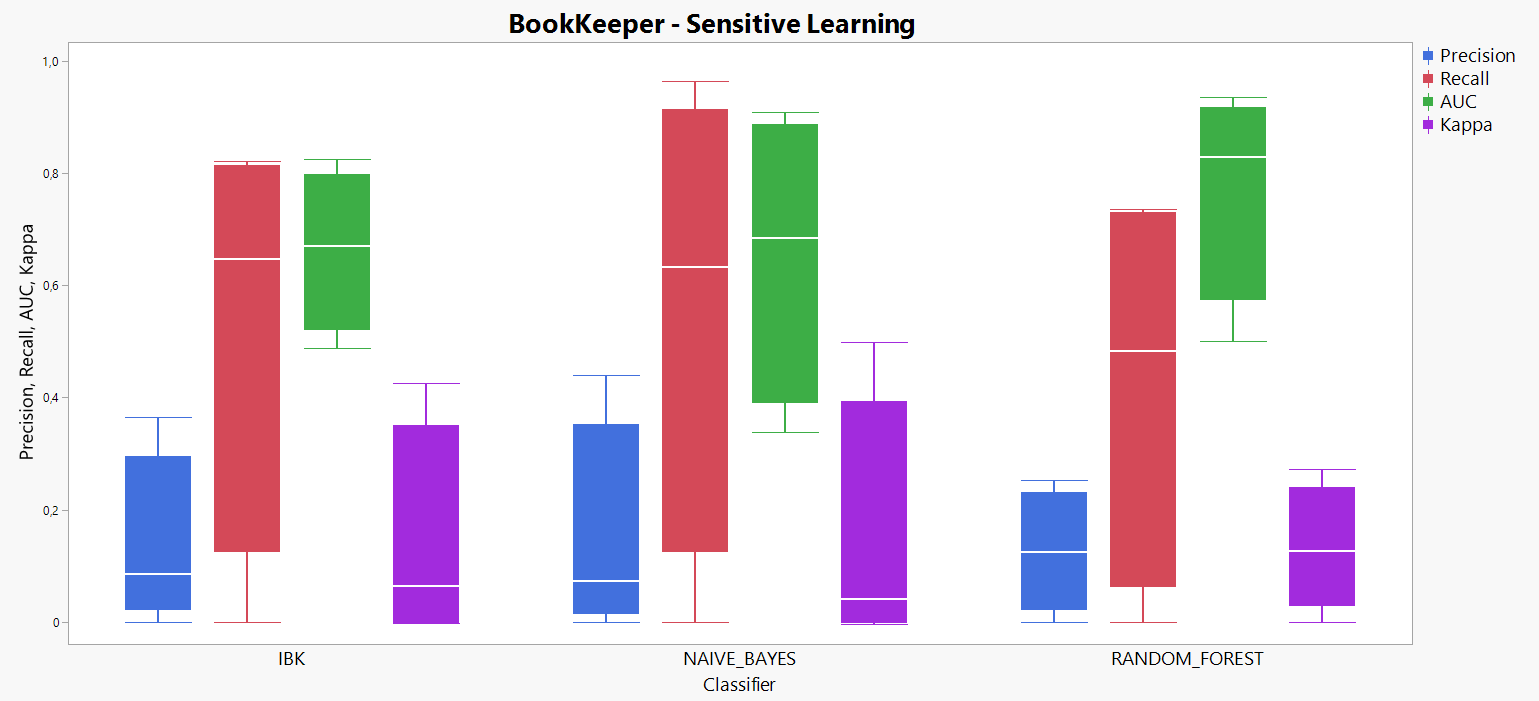 BookKeeper - Sensitive Learning
Precision
Recall
AUC
Kappa
1,0
0,8
0,6
0,4
0,2
0
Precision, Recall, AUC, Kappa
IBK
NAIVE_BAYES
RANDOM_FOREST
Classifier